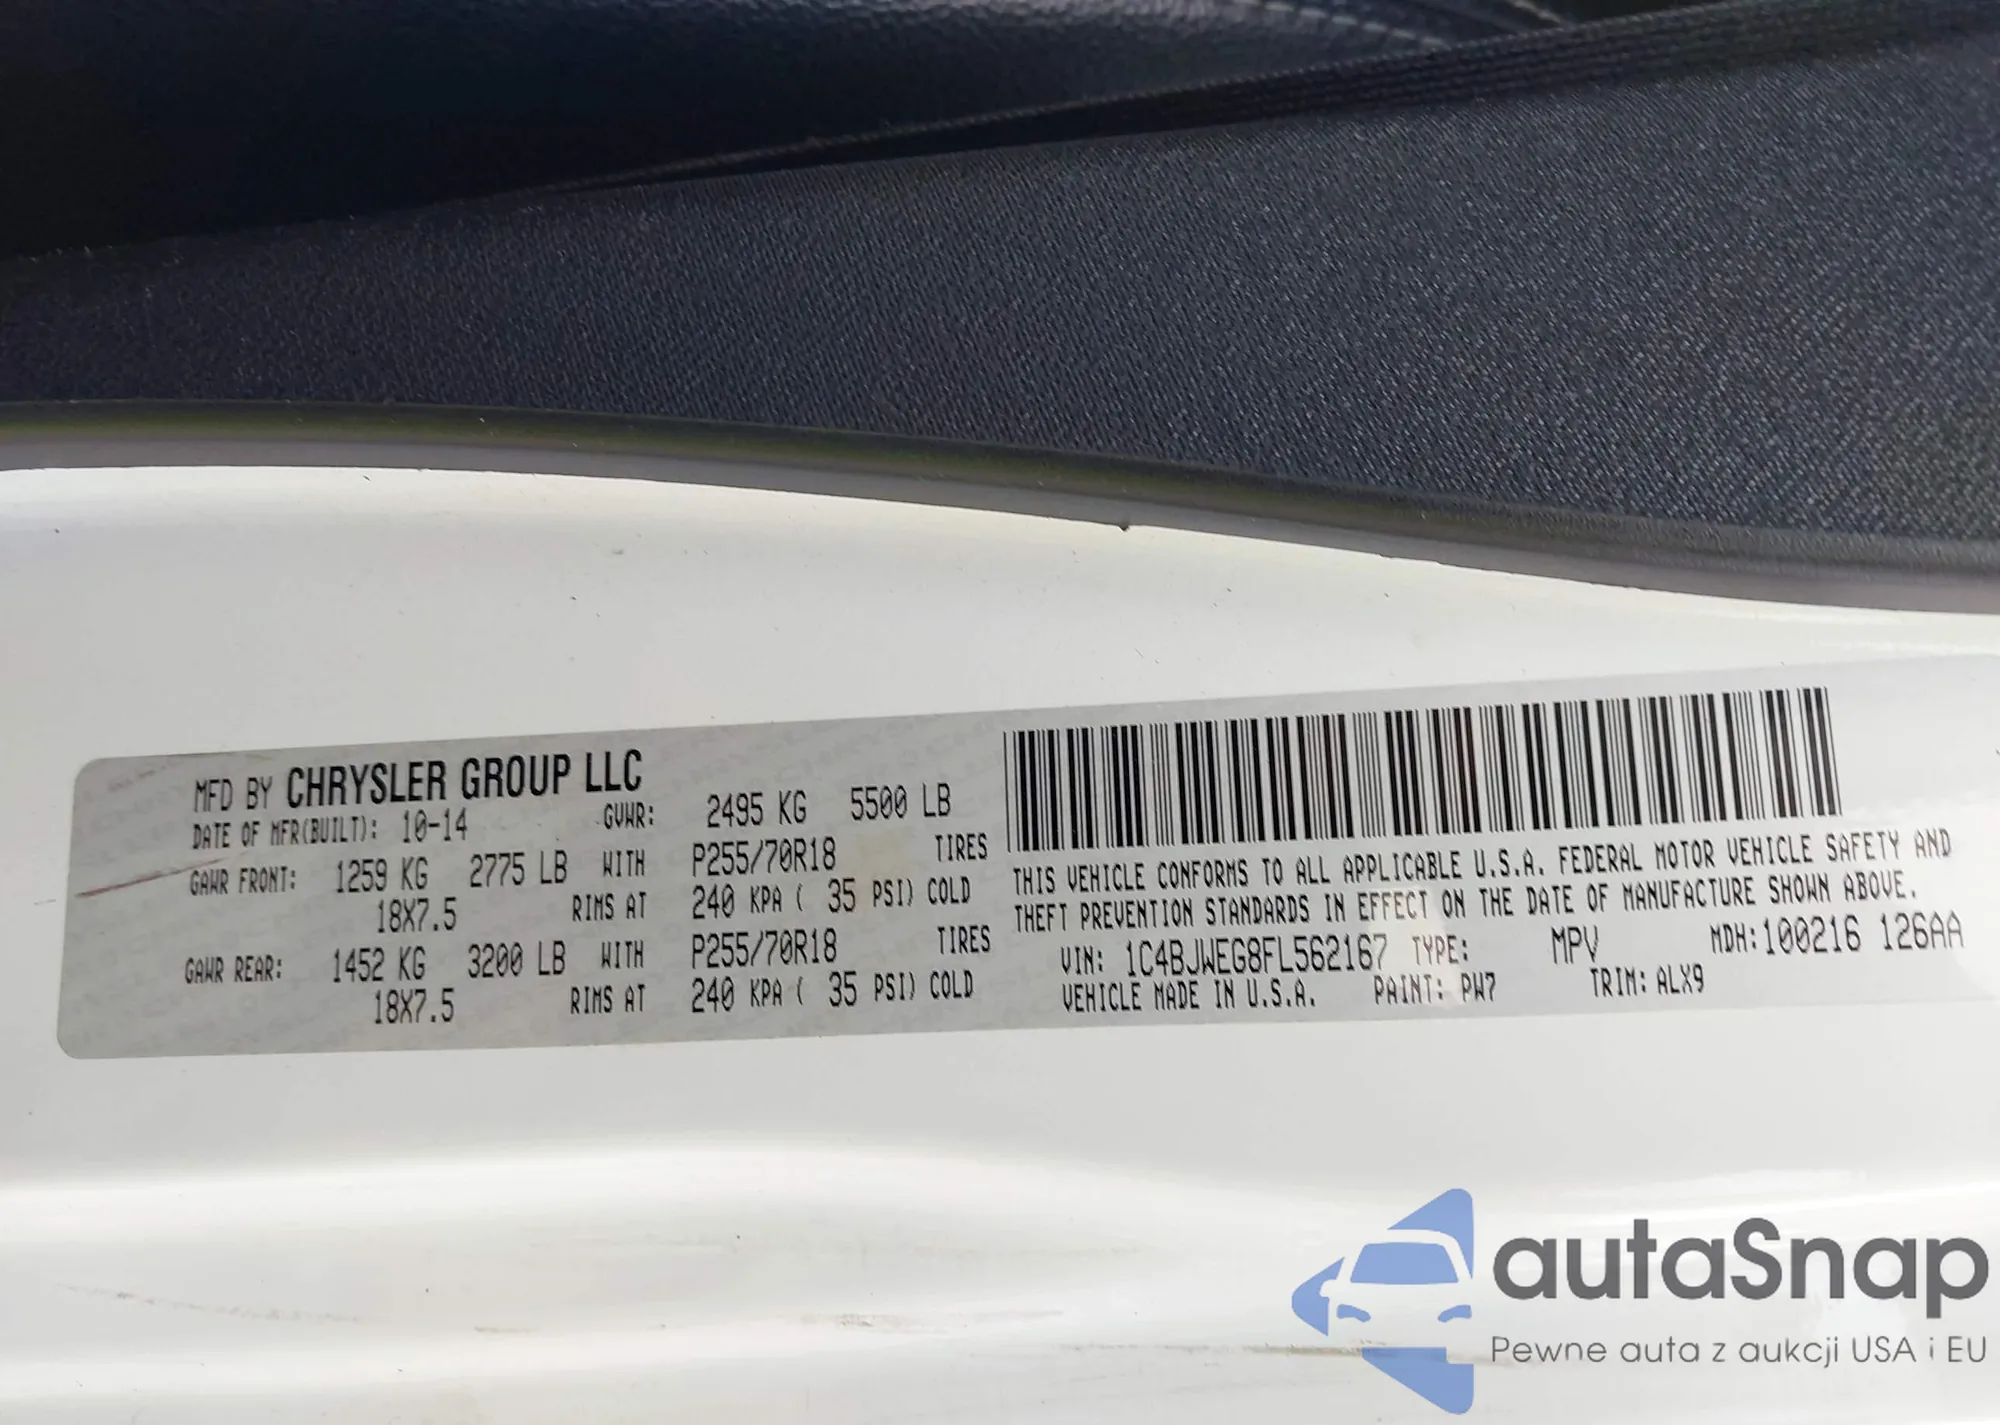 MFD BY CHRYSLER GROUP LLC
DATE OF MFR(BUILT): 10-14 GVWR: 2495 KG 5500 LB
GAWR FRONT: 1259 KG 2775 LB WITH P255/70R18 TIRES
18X7.5 RIMS AT 240 KPA ( 35 PSI) COLD
GAWR REAR: 1452 KG 3200 LB WITH P255/70R18 TIRES
18X7.5 RIMS AT 240 KPA ( 35 PSI) COLD
THIS VEHICLE CONFORMS TO ALL APPLICABLE U.S.A. FEDERAL MOTOR VEHICLE SAFETY AND
THEFT PREVENTION STANDARDS IN EFFECT ON THE DATE OF MANUFACTURE SHOWN ABOVE.
VIN: 1C4BJWEG8FL562167 TYPE: MPV MDH:100216 126AA
VEHICLE MADE IN U.S.A. PAINT: PW7 TRIM: ALX9
autaSnap
Pewne auta z aukcji USA i EU